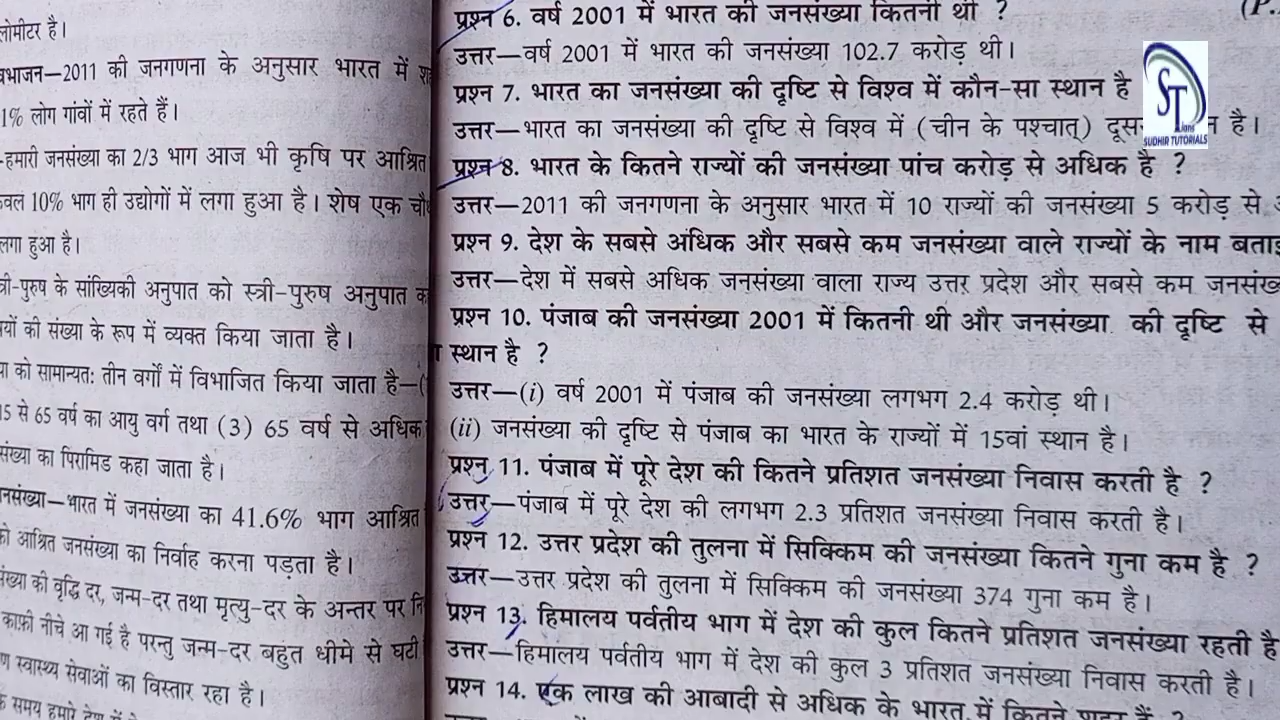 लोमीटर है।
वभाजन—2011 की जनगणना के अनुसार भारत में
1% लोग गांवों में रहते हैं।
-हमारी जनसंख्या का 2/3 भाग आज भी कृषि पर आश्रित
10% भाग ही उद्योगों में लगा हुआ है। शेष एक
लगा हुआ है।
त्री-पुरुष के सांख्यिकी अनुपात को स्त्री-पुरुष अनुपात
की संख्या के रूप में व्यक्त किया जाता है।
को सामान्यत: तीन वर्गों में विभाजित किया जाता है—(
15 से 65 वर्ष का आयु वर्ग तथा (3) 65 वर्ष से अधिक
संख्या का पिरामिड कहा जाता है।
नसंख्या—भारत में जनसंख्या का 41.6% भाग आश्रित
को आश्रित जनसंख्या का निर्वाह करना पड़ता है।
संख्या की वृद्धि दर, जन्म-दर तथा मृत्यु-दर के अन्तर पर
काफ़ी नीचे आ गई है परन्तु जन्म-दर बहुत धीमे से घटी
ण स्वास्थ्य सेवाओं का विस्तार रहा है।
के समय हमारे देश में
प्रश्न 6. वर्ष 2001 में भारत की जनसंख्या कितनी थी ?
(P.
उत्तर—वर्ष 2001 में भारत की जनसंख्या 102.7 करोड़ थी।
प्रश्न 7. भारत का जनसंख्या की दृष्टि से विश्व में कौन-सा स्थान है
उत्तर—भारत का जनसंख्या की दृष्टि से विश्व में (चीन के पश्चात्) दूस न है।
प्रश्न 8. भारत के कितने राज्यों की जनसंख्या पांच करोड़ से अधिक है ?
उत्तर—2011 की जनगणना के अनुसार भारत में 10 राज्यों की जनसंख्या 5 करोड़ से
प्रश्न 9. देश के सबसे अधिक और सबसे कम जनसंख्या वाले राज्यों के नाम बताइ
उत्तर—देश में सबसे अधिक जनसंख्या वाला राज्य उत्तर प्रदेश और सबसे कम जनसंख्
प्रश्न 10. पंजाब की जनसंख्या 2001 में कितनी थी और जनसंख्या की दृष्टि से
ा स्थान है ?
उत्तर—(i) वर्ष 2001 में पंजाब की जनसंख्या लगभग 2.4 करोड़ थी।
(ii) जनसंख्या की दृष्टि से पंजाब का भारत के राज्यों में 15वां स्थान है।
प्रश्न 11. पंजाब में पूरे देश की कितने प्रतिशत जनसंख्या निवास करती है ?
उत्तर—पंजाब में पूरे देश की लगभग 2.3 प्रतिशत जनसंख्या निवास करती है।
प्रश्न 12. उत्तर प्रदेश की तुलना में सिक्किम की जनसंख्या कितने गुना कम है ?
उत्तर—उत्तर प्रदेश की तुलना में सिक्किम की जनसंख्या 374 गुना कम है।
प्रश्न 13. हिमालय पर्वतीय भाग में देश की कुल कितने प्रतिशत जनसंख्या रहती है
उत्तर—हिमालय पर्वतीय भाग में देश की कुल 3 प्रतिशत जनसंख्या निवास करती है।
प्रश्न 14. एक लाख की आबादी से अधिक के भारत में कितने शहर हैं ?
ST
SUDHIR TUTORIALS